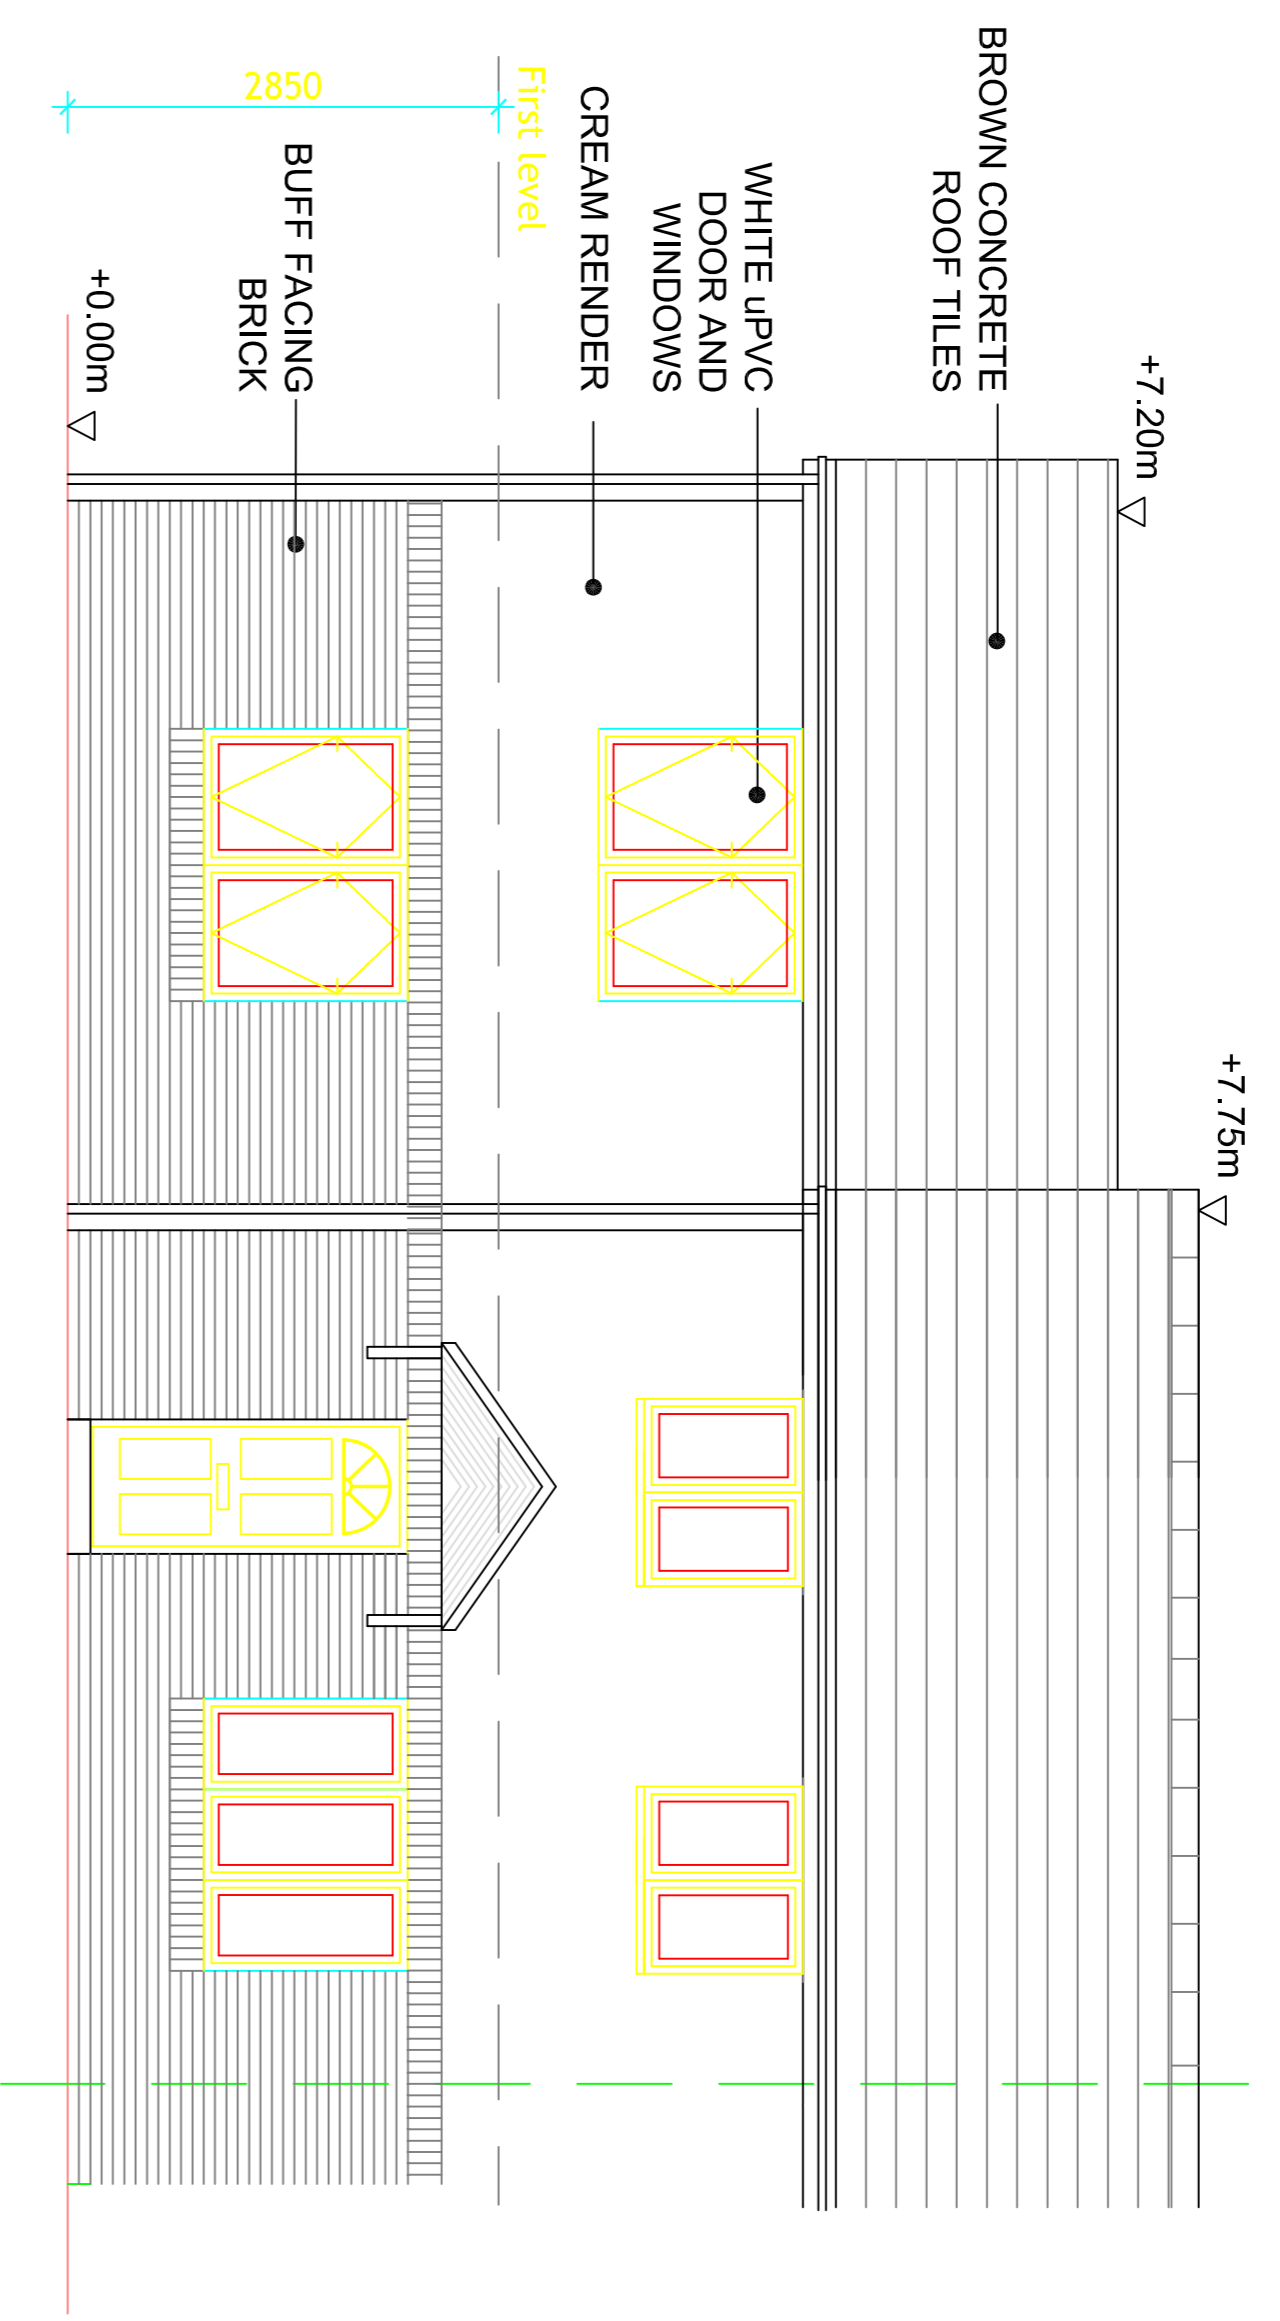 +7.75m
+7.20m
BROWN CONCRETE
ROOF TILES
WHITE uPVC
DOOR AND
WINDOWS
CREAM RENDER
First level
2850
BUFF FACING
BRICK
+0.00m